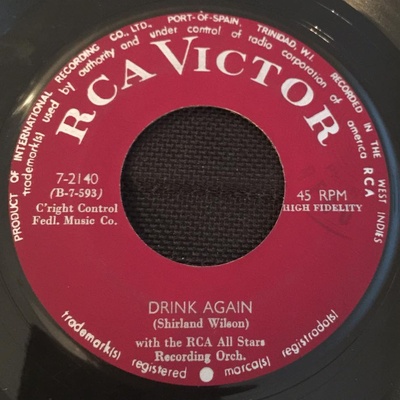 PRODUCT OF INTERNATIONAL RECORDING CO., LTD., PORT-OF-SPAIN, TRINIDAD, W.I. RECORDED IN THE WEST INDIES
trademark(s) used by authority and under control of radio corporation of america RCA
RCA VICTOR
7-2140
(B-7-593)
C'right Control
Fedl. Music Co.
45 RPM
HIGH FIDELITY
DRINK AGAIN
(Shirland Wilson)
with the RCA All Stars
Recording Orch.
trademark(s) registered marca(s) registrado(s)